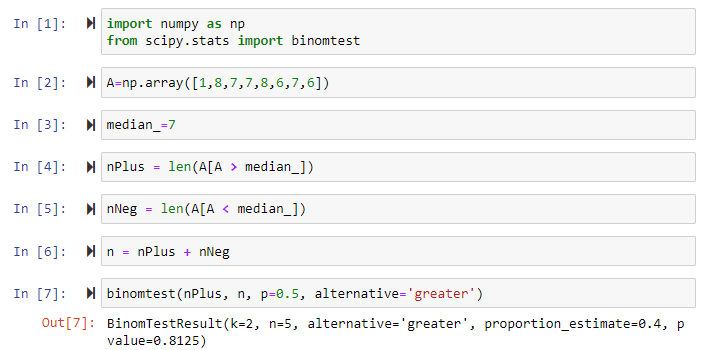 In [1]: import numpy as np
from scipy.stats import binomtest
In [2]: A=np.array([1,8,7,7,8,6,7,6])
In [3]: median_=7
In [4]: nPlus = len(A[A > median_])
In [5]: nNeg = len(A[A < median_])
In [6]: n = nPlus + nNeg
In [7]: binomtest(nPlus, n, p=0.5, alternative='greater')
Out[7]: BinomTestResult(k=2, n=5, alternative='greater', proportion_estimate=0.4, p
value=0.8125)